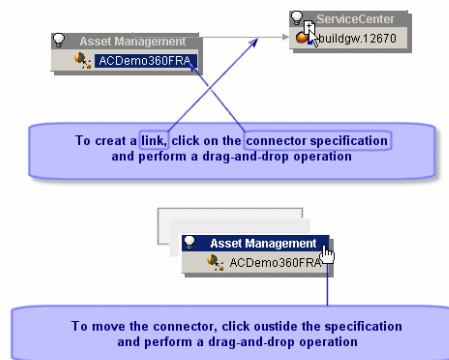 ServiceCenter
Asset Management
buildgw.12670
ACDemo360FRA
To creat a link, click on the connector specification
and perform a drag-and-drop operation
Asset Management
ACDemo360FRA
To move the connector, click oustide the specification
and perform a drag-and-drop operation